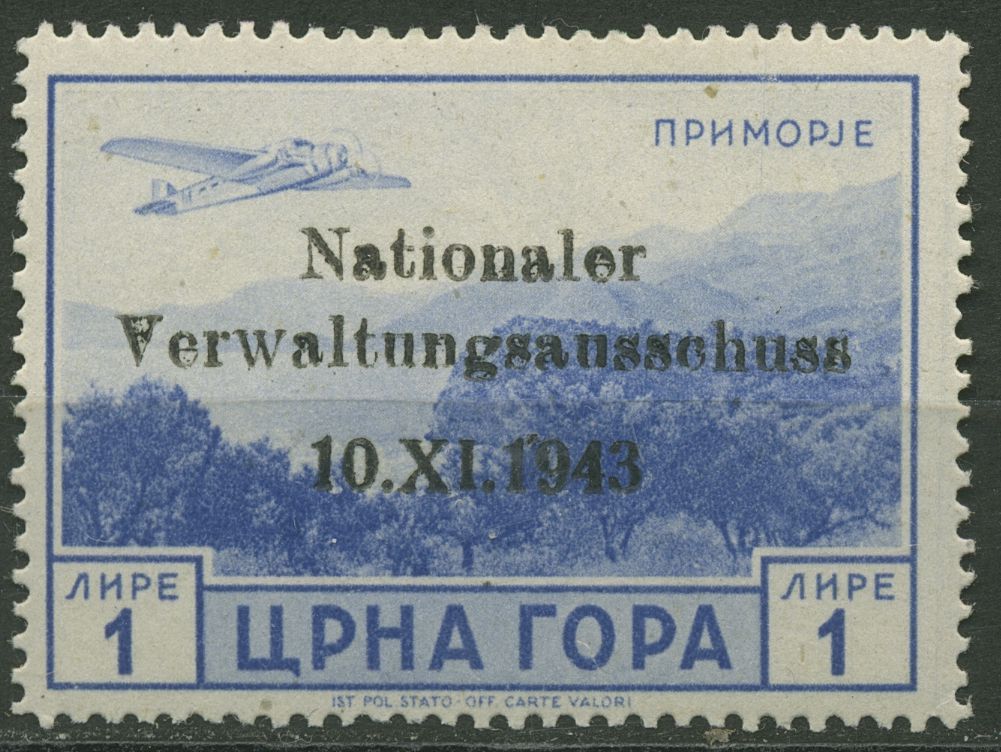 ПРИМОРЈЕ
Nationaler
Verwaltungsausschuss
10.XI.1943
ЛИРЕ
1
ЦРНА ГОРА
ЛИРЕ
1
IST POL. STATO - OFF. CARTE VALORI